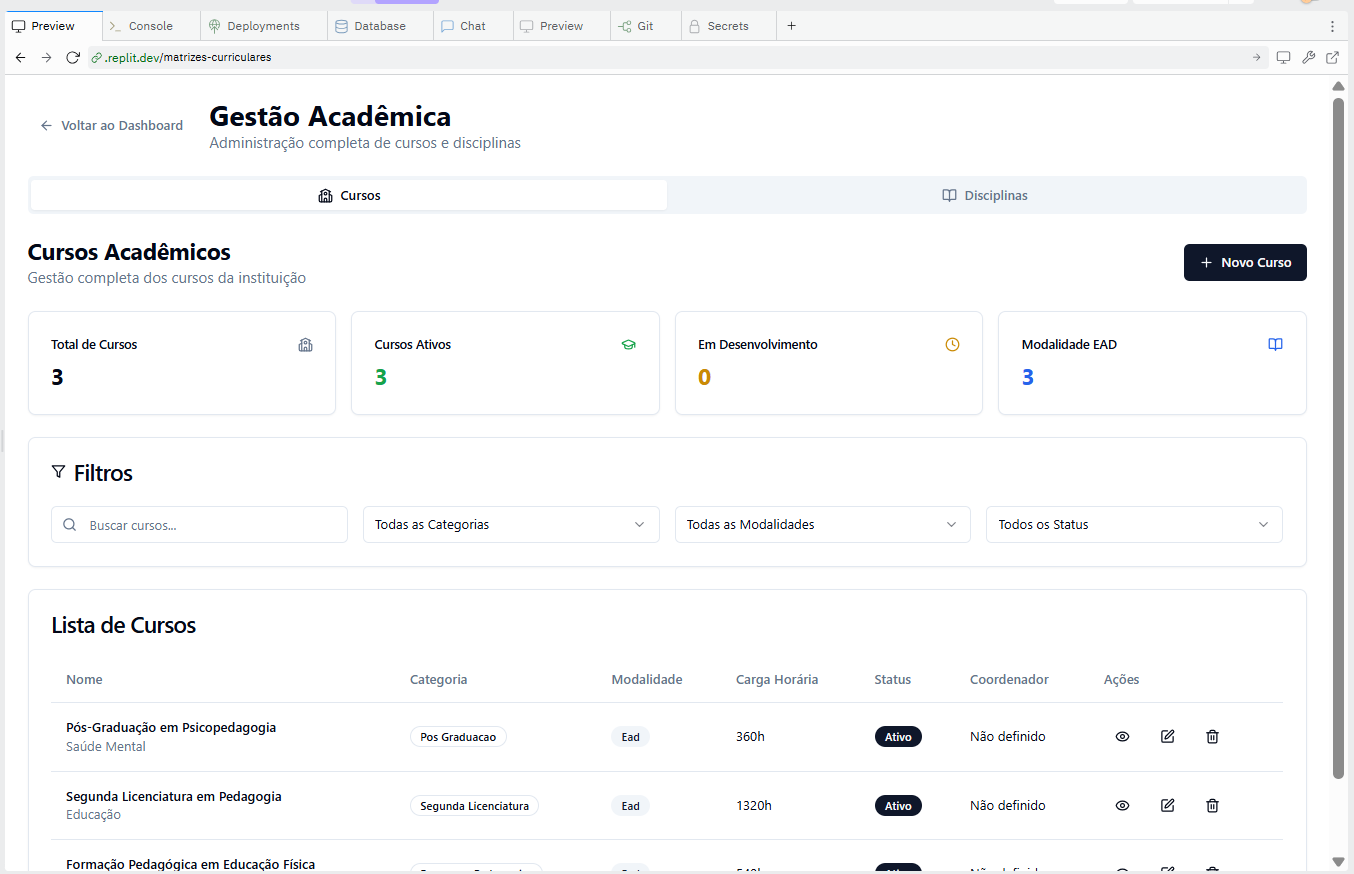 Preview
Console
Deployments
Database
Chat
Preview
Git
Secrets
.replit.dev/matrizes-curriculares
Voltar ao Dashboard
Gestão Acadêmica
Administração completa de cursos e disciplinas
Cursos
Disciplinas
Cursos Acadêmicos
Gestão completa dos cursos da instituição
+ Novo Curso
Total de Cursos
3
Cursos Ativos
3
Em Desenvolvimento
0
Modalidade EAD
3
Filtros
Buscar cursos...
Todas as Categorias
Todas as Modalidades
Todos os Status
Lista de Cursos
Nome Categoria Modalidade Carga Horária Status Coordenador Ações
Pós-Graduação em Psicopedagogia
Saúde Mental
Pos Graduacao
Ead
360h
Ativo
Não definido
Segunda Licenciatura em Pedagogia
Educação
Segunda Licenciatura
Ead
1320h
Ativo
Não definido
Formação Pedagógica em Educação Física